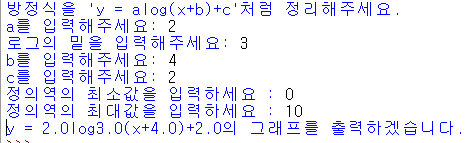 방정식을 'y = alog(x+b)+c'처럼 정리해주세요.
a를 입력해주세요: 2
로그의 밑을 입력해주세요: 3
b를 입력해주세요: 4
c를 입력해주세요: 2
정의역의 최소값을 입력하세요 : 0
정의역의 최대값을 입력하세요 : 10
y = 2.0log3.0(x+4.0)+2.0의 그래프를 출력하겠습니다.